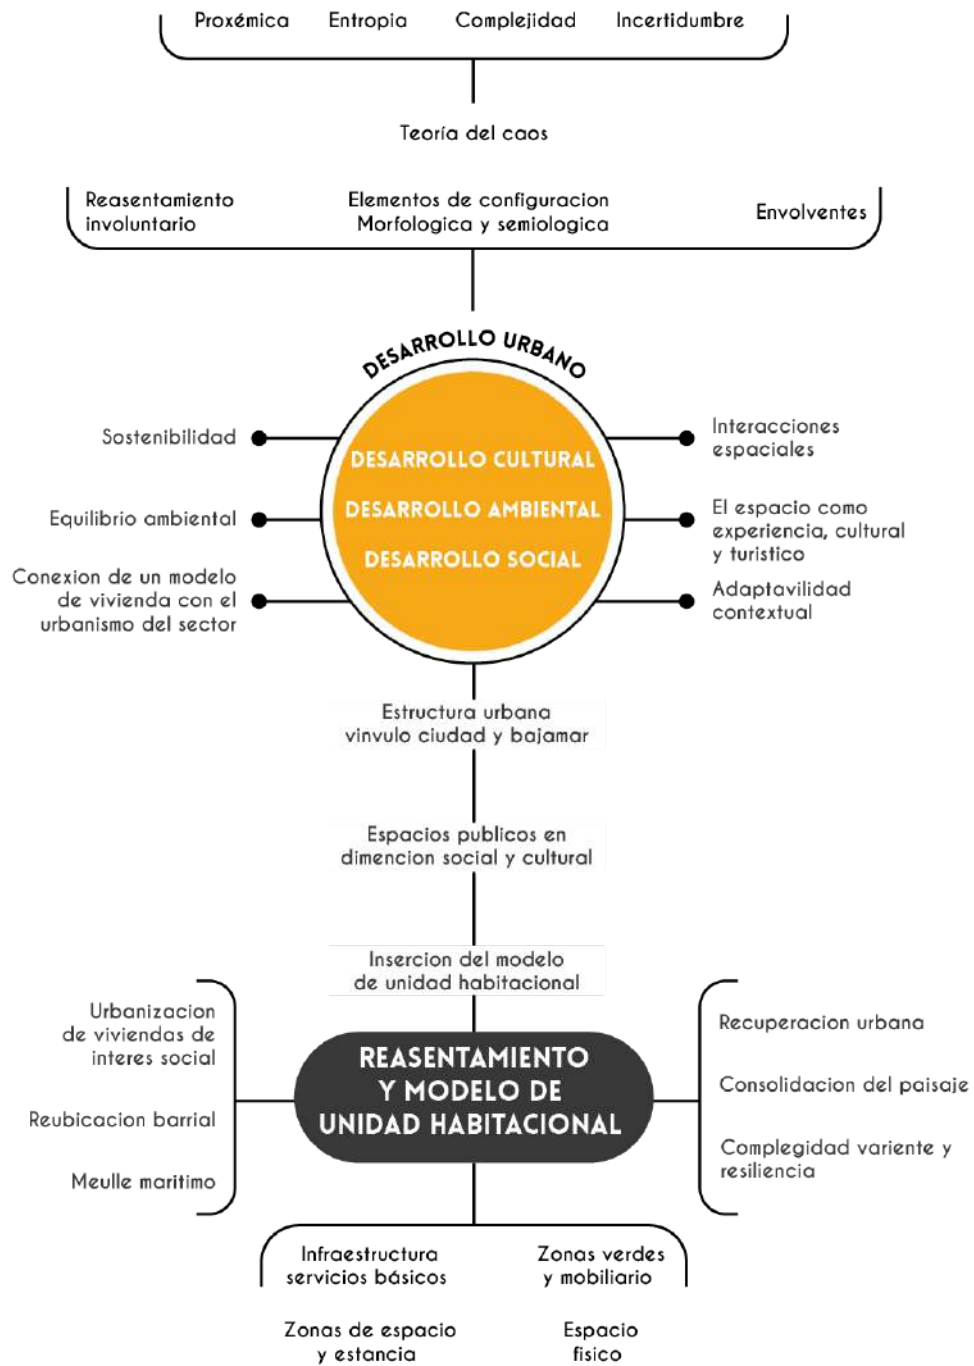 Proxémica Entropia Complejidad Incertidumbre
Teoría del caos
Reasentamiento
involuntario
Elementos de configuracion
Morfologica y semiologica
Envolventes
DESARROLLO URBANO
DESARROLLO CULTURAL
DESARROLLO AMBIENTAL
DESARROLLO SOCIAL
Sostenibilidad
Equilibrio ambiental
Conexion de un modelo
de vivienda con el
urbanismo del sector
Interacciones
espaciales
El espacio como
experiencia, cultural
y turistico
Adaptavilidad
contextual
Estructura urbana
vinvulo ciudad y bajamar
Espacios publicos en
dimencion social y cultural
Insercion del modelo
de unidad habitacional
REASENTAMIENTO
Y MODELO DE
UNIDAD HABITACIONAL
Urbanizacion
de viviendas de
interes social
Reubicacion barrial
Meulle maritimo
Recuperacion urbana
Consolidacion del paisaje
Complegidad variente y
resiliencia
Infraestructura
servicios básicos
Zonas verdes
y mobiliario
Zonas de espacio
y estancia
Espacio
fisico